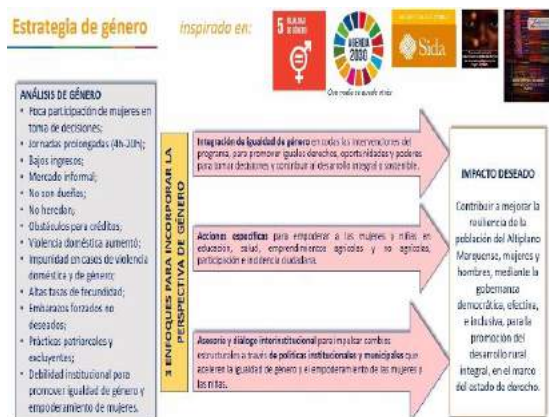 Estrategia de género
inspirado en:
5 IGUALDAD
DE GÉNERO
AGENDA
2030
Sida
Que nadie se quede atrás
ANÁLISIS DE GÉNERO
• Poca participación de mujeres en
toma de decisiones;
• Jornadas prolongadas (4h-20h);
• Bajos ingresos;
• Mercado informal;
• No son dueñas;
• No heredan;
• Obstáculos para créditos;
• Violencia doméstica aumentó;
• Impunidad en casos de violencia
doméstica y de género;
• Altas tasas de fecundidad;
• Embarazos forzados no
deseados;
• Prácticas patriarcales y
excluyentes;
• Debilidad institucional para
promover igualdad de género y
empoderamiento de mujeres.
3 ENFOQUES PARA INCORPORAR LA
PERSPECTIVA DE GÉNERO
Integración de igualdad de género en todas las intervenciones del
programa, para promover iguales derechos, oportunidades y poderes
para tomar decisiones y contribuir al desarrollo integral y sostenible.
Acciones específicas para empoderar a las mujeres y niñas en
educación, salud, emprendimientos agrícolas y no agrícolas,
participación e incidencia ciudadana.
Asesoría y diálogo interinstitucional para impulsar cambios
estructurales a través de políticas institucionales y municipales que
aceleren la igualdad de género y el empoderamiento de las mujeres y
las niñas.
IMPACTO DESEADO
Contribuir a mejorar la
resiliencia de la
población del Altiplano
Marquense, mujeres y
hombres, mediante la
gobernanza
democrática, efectiva,
e inclusiva, para la
promoción del
desarrollo rural
integral, en el marco
del estado de derecho.